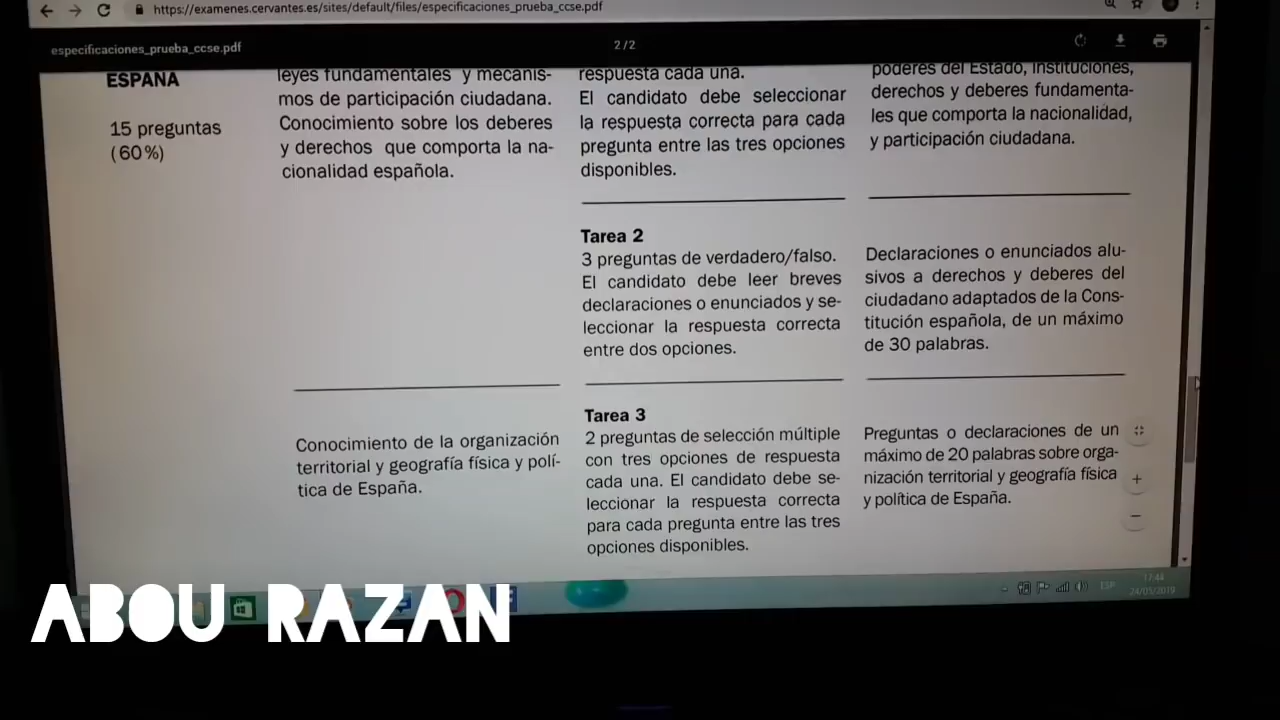 https://examenes.cervantes.es/sites/default/files/especificaciones_prueba_ccse.pdf
especificaciones_prueba_ccse.pdf
2/2
ESPAÑA
15 preguntas
(60%)
leyes fundamentales y mecanis-
mos de participación ciudadana.
Conocimiento sobre los deberes
y derechos que comporta la na-
cionalidad española.
respuesta cada una.
El candidato debe seleccionar
la respuesta correcta para cada
pregunta entre las tres opciones
disponibles.
poderes del Estado, instituciones,
derechos y deberes fundamenta-
les que comporta la nacionalidad,
y participación ciudadana.
Tarea 2
3 preguntas de verdadero/falso.
El candidato debe leer breves
declaraciones o enunciados y se-
leccionar la respuesta correcta
entre dos opciones.
Declaraciones o enunciados alu-
sivos a derechos y deberes del
ciudadano adaptados de la Cons-
titución española, de un máximo
de 30 palabras.
Conocimiento de la organización
territorial y geografía física y polí-
tica de España.
Tarea 3
2 preguntas de selección múltiple
con tres opciones de respuesta
cada una. El candidato debe se-
leccionar la respuesta correcta
para cada pregunta entre las tres
opciones disponibles.
Preguntas o declaraciones de un
máximo de 20 palabras sobre orga-
nización territorial y geografía física
y política de España.
ESP
17:44
24/05/2019
ABOU RAZAN